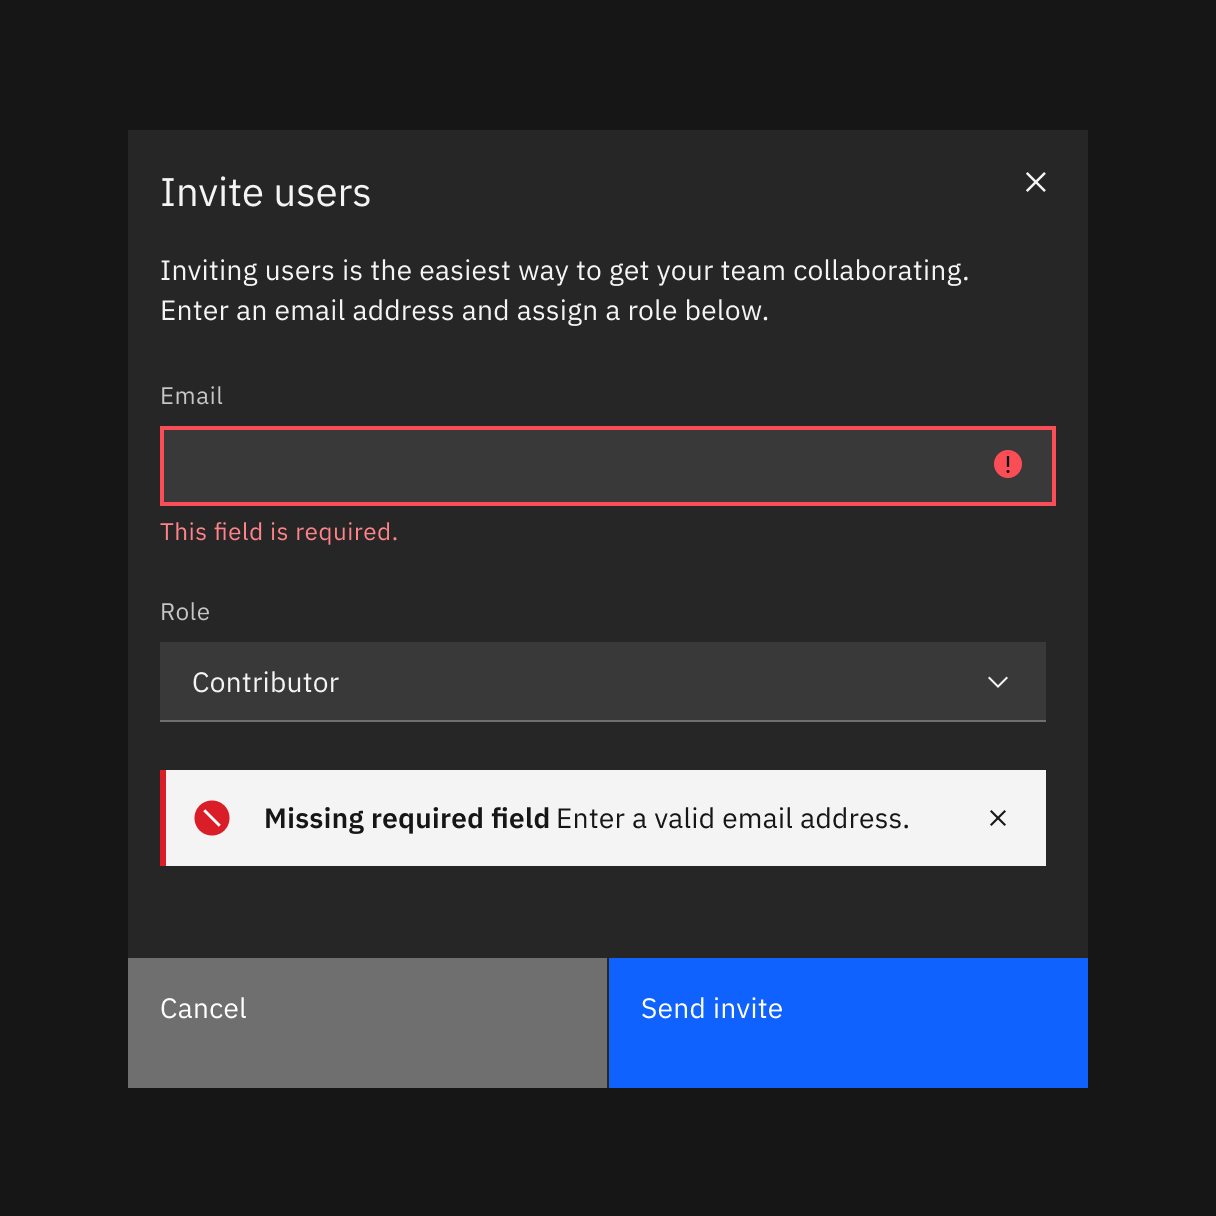 Invite users
Inviting users is the easiest way to get your team collaborating.
Enter an email address and assign a role below.
Email
This field is required.
Role
Contributor
Missing required field Enter a valid email address.
Cancel
Send invite